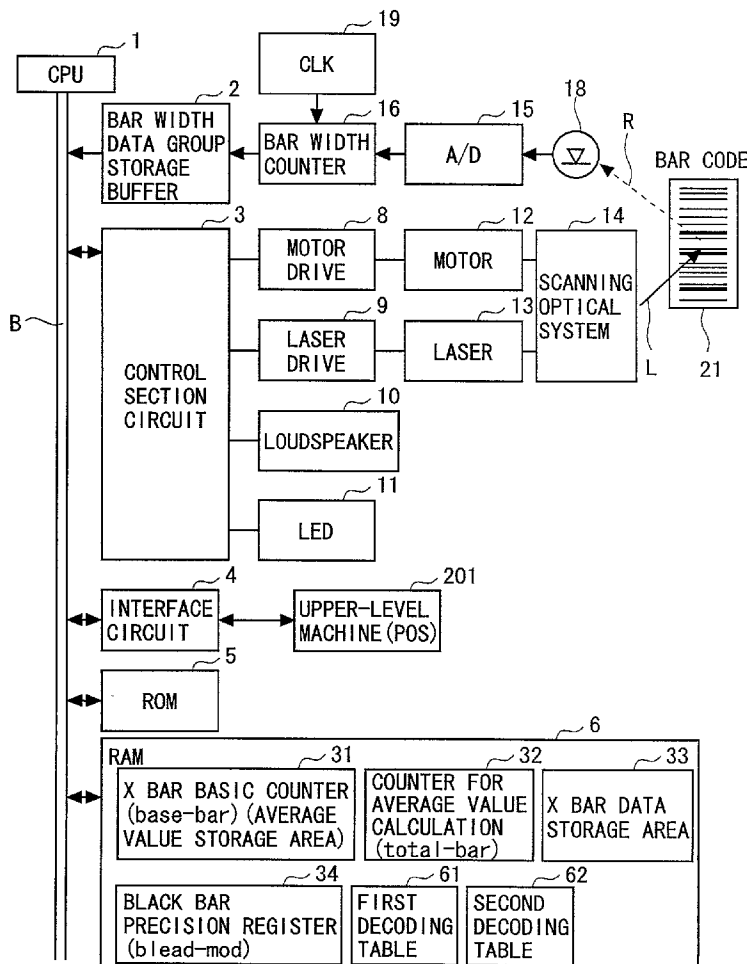 19
1
CPU
CLK
2
16
15
18
R
BAR WIDTH
DATA GROUP
STORAGE
BUFFER
BAR WIDTH
COUNTER
A/D
BAR CODE
3
8
12
14
MOTOR
DRIVE
MOTOR
SCANNING
OPTICAL
SYSTEM
B
9
13
LASER
DRIVE
LASER
L
21
CONTROL
SECTION
CIRCUIT
10
LOUDSPEAKER
11
LED
4
201
INTERFACE
CIRCUIT
UPPER-LEVEL
MACHINE(POS)
5
ROM
6
RAM
31
32
33
X BAR BASIC COUNTER
(base-bar)(AVERAGE
VALUE STORAGE AREA)
COUNTER FOR
AVERAGE VALUE
CALCULATION
(total-bar)
X BAR DATA
STORAGE AREA
34
61
62
BLACK BAR
PRECISION REGISTER
(blead-mod)
FIRST
DECODING
TABLE
SECOND
DECODING
TABLE